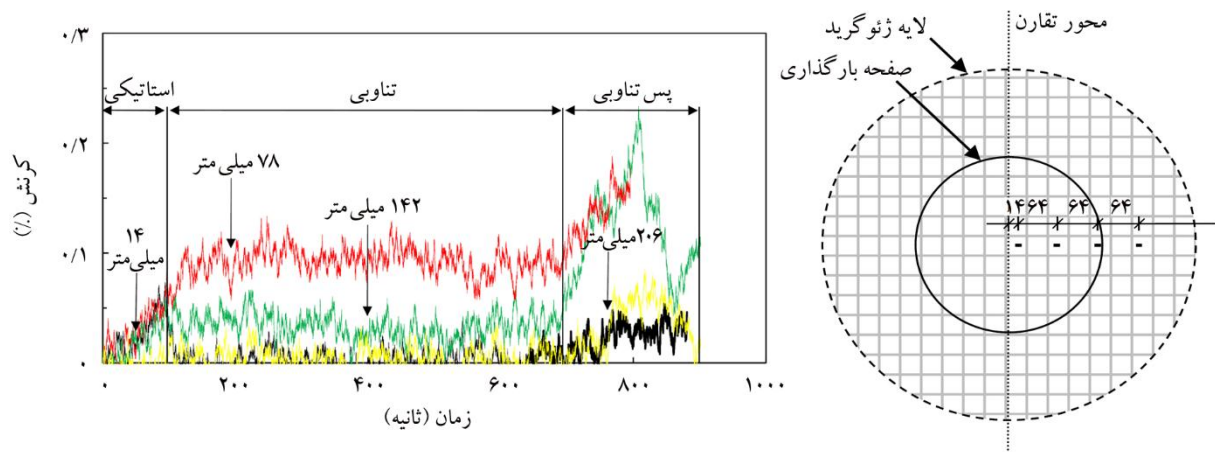 ۰/۳
۰/۲
۰/۱
۰
کرنش (%)
استاتیکی
تناوبی
پس تناوبی
۷۸ میلی‌متر
۱۴۲ میلی‌متر
۱۴
میلی‌متر
۲۰۶میلی‌متر
۰
۲۰۰
۴۰۰
۶۰۰
۸۰۰
۱۰۰۰
زمان (ثانیه)
محور تقارن
لایه ژئوگرید
صفحه بارگذاری
۱۴ ۶۴ ۶۴ ۶۴